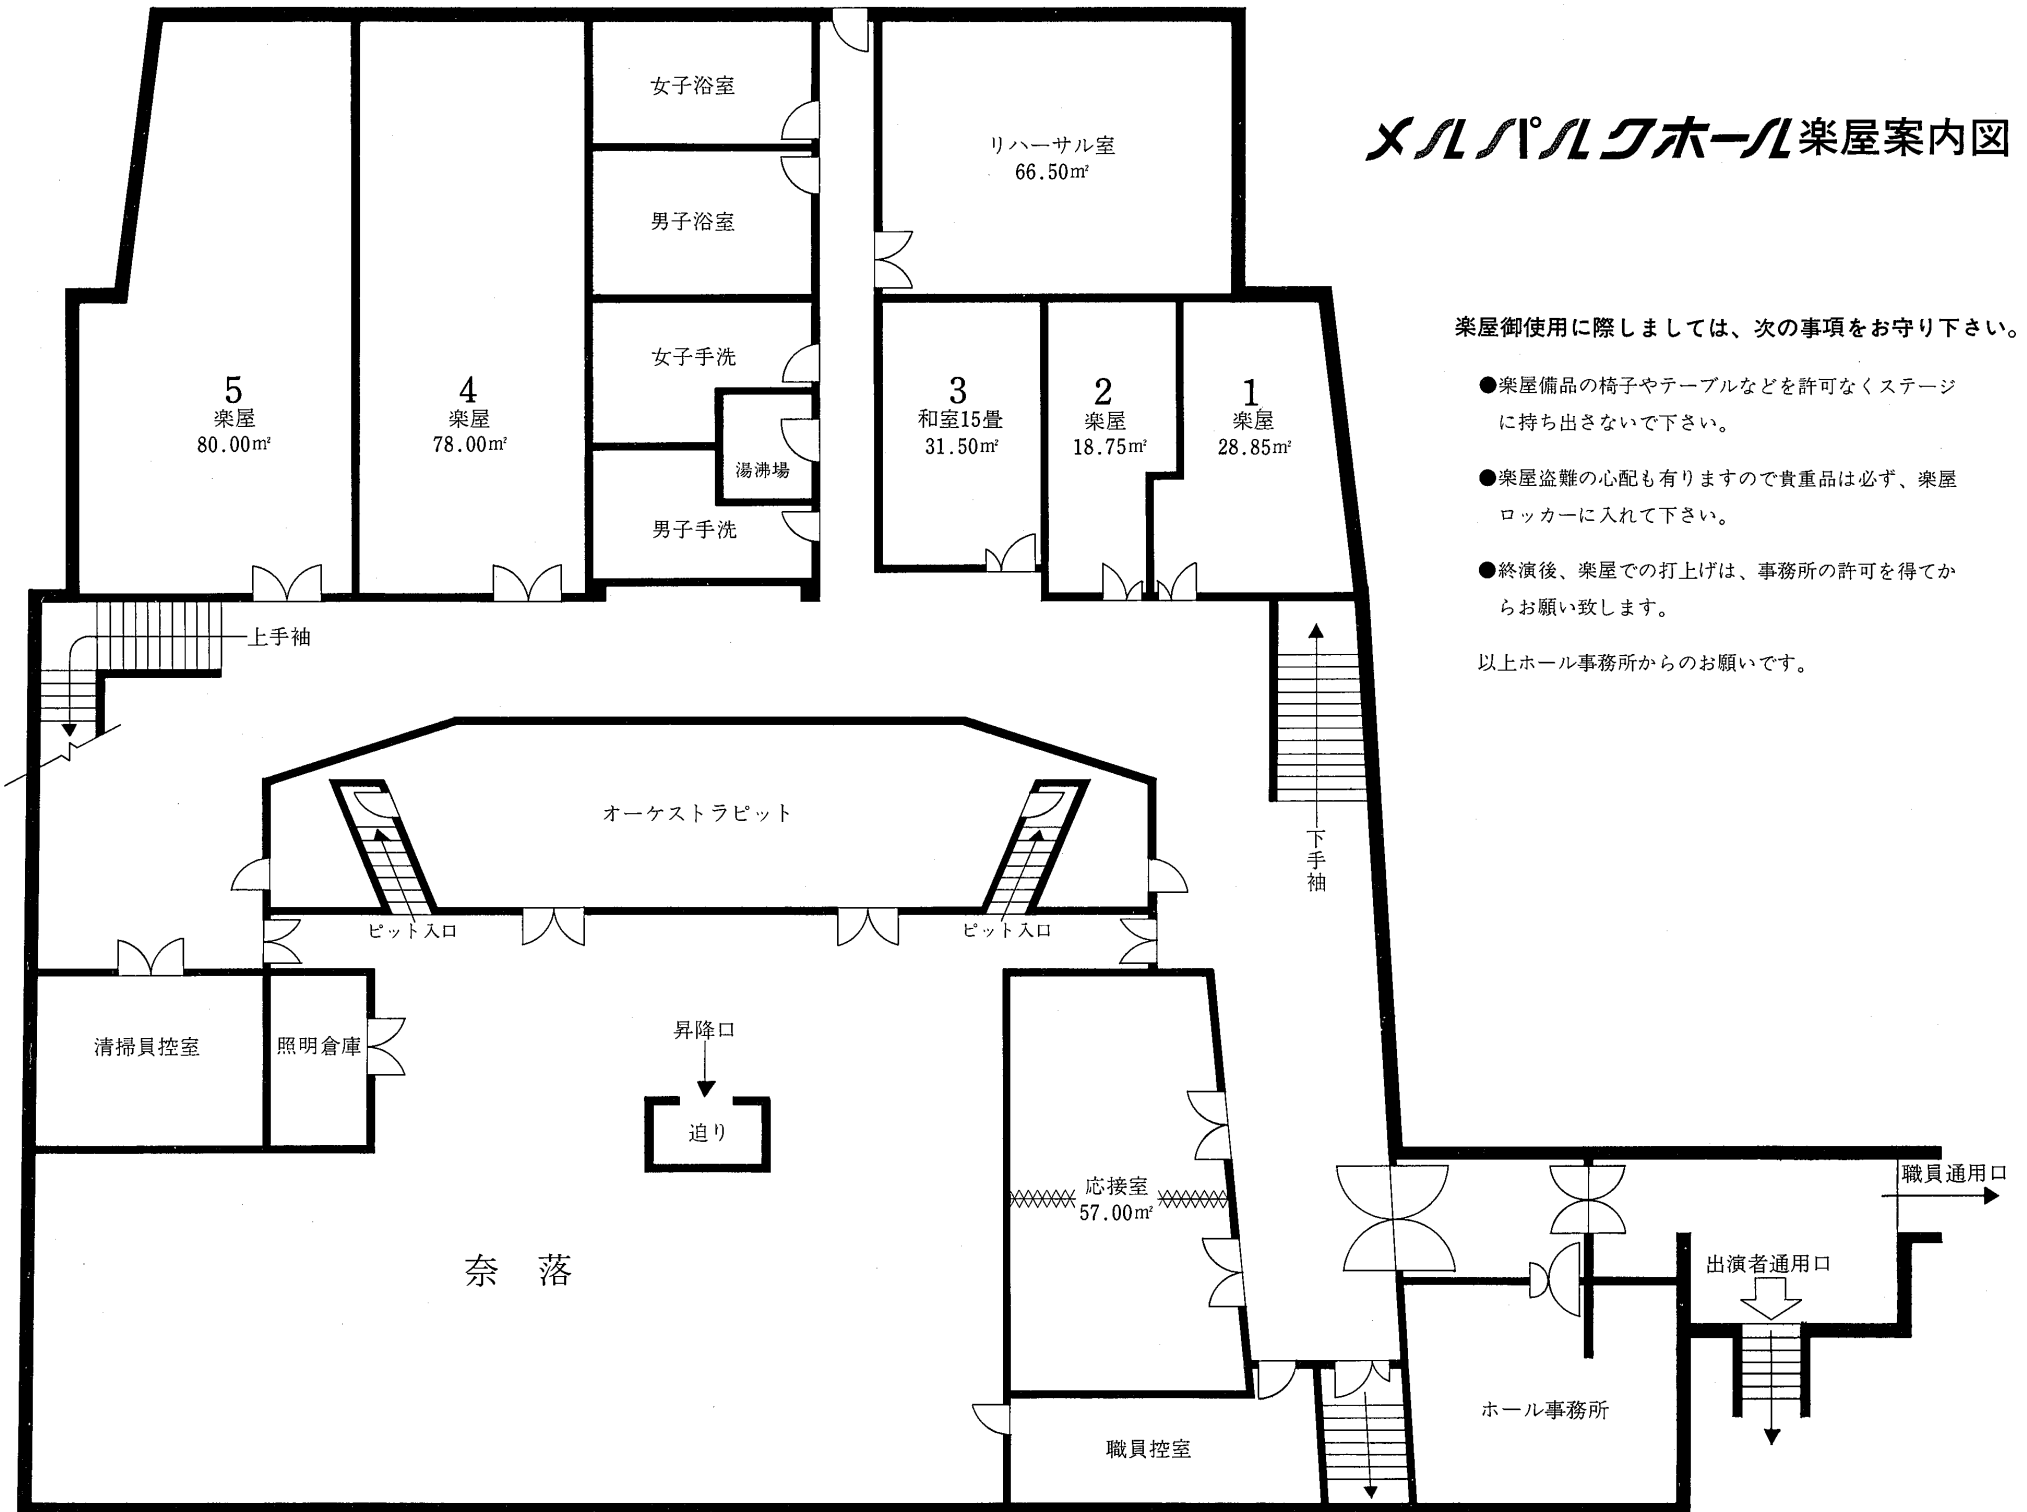 メルパルクホール楽屋案内図
楽屋御使用に際しましては、次の事項をお守り下さい。
●楽屋備品の椅子やテーブルなどを許可なくステージ
に持ち出さないで下さい。
●楽屋盗難の心配も有りますので貴重品は必ず、楽屋
ロッカーに入れて下さい。
●終演後、楽屋での打上げは、事務所の許可を得てか
らお願い致します。
以上ホール事務所からのお願いです。
女子浴室
男子浴室
リハーサル室
66.50㎡
5
楽屋
80.00㎡
4
楽屋
78.00㎡
女子手洗
湯沸場
男子手洗
3
和室15畳
31.50㎡
2
楽屋
18.75㎡
1
楽屋
28.85㎡
上手袖
下手袖
オーケストラピット
ピット入口
ピット入口
清掃員控室
照明倉庫
昇降口
迫り
応接室
57.00㎡
奈落
職員通用口
出演者通用口
ホール事務所
職員控室